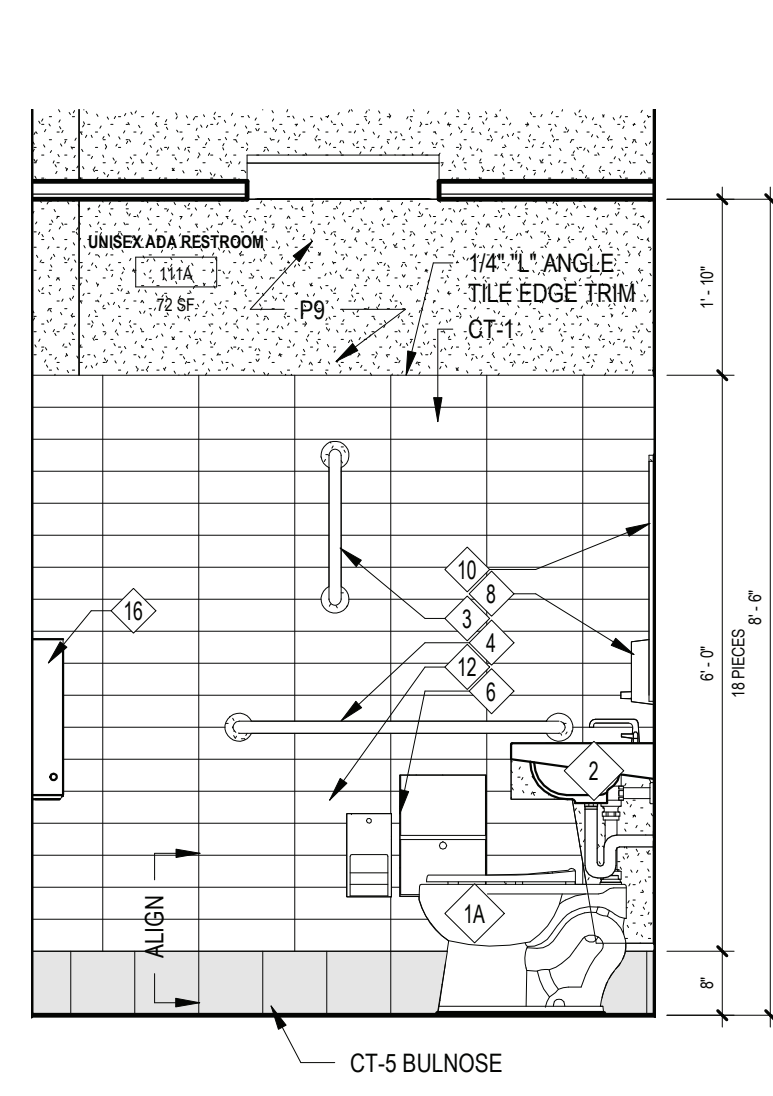 UNISEX ADA RESTROOM
111A
72 SF
P9
1/4" "L" ANGLE
TILE EDGE TRIM
CT-1
1' - 10"
10
8
3
4
12
6
16
2
1A
6' - 0"
18 PIECES
8' - 6"
ALIGN
8"
CT-5 BULNOSE